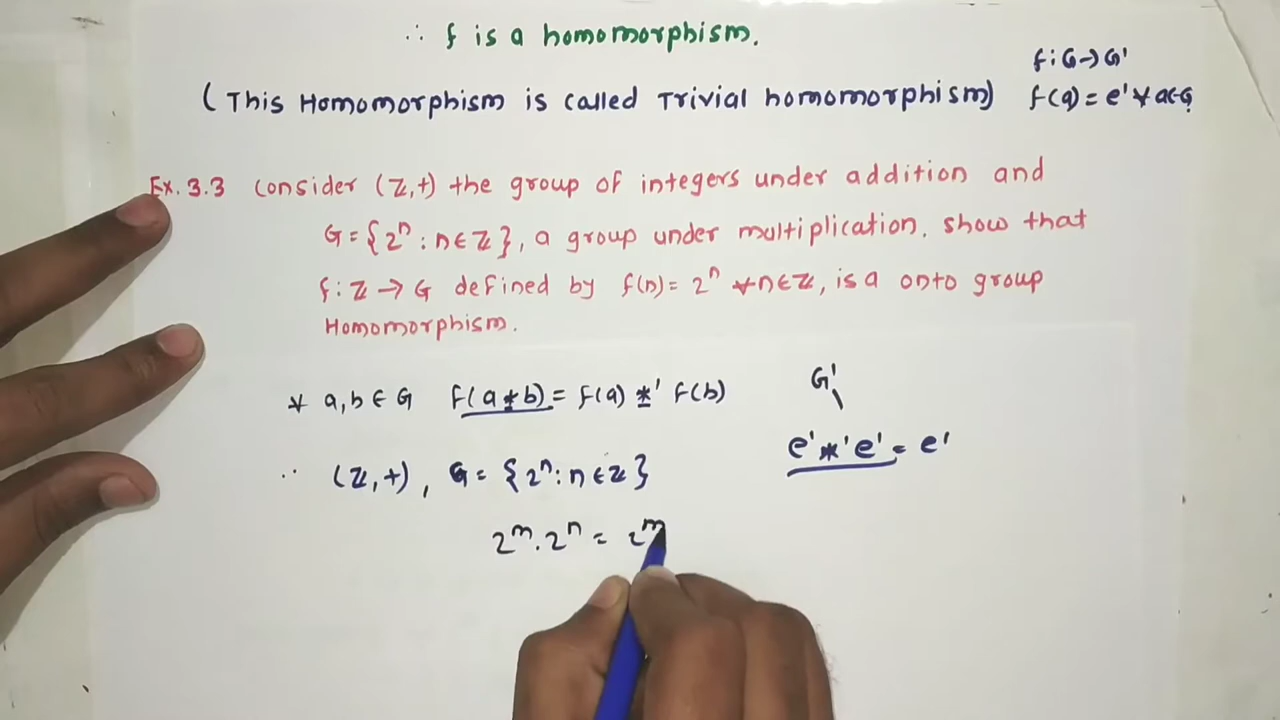 ∴ f is a homomorphism.
(This Homomorphism is called Trivial homomorphism)
f:G→G'
f(a) = e' ∀ a∈G
Ex. 3.3 Consider (ℤ,+) the group of integers under addition and
G = {2ⁿ : n∈ℤ}, a group under multiplication. show that
f: ℤ → G defined by f(n) = 2ⁿ ∀n∈ℤ, is a onto group
Homomorphism.
∀ a,b ∈ G f(a*b) = f(a) *' f(b)
G'
e' *' e' = e'
∴ (ℤ,+), G = {2ⁿ : n∈ℤ}
2ᵐ.2ⁿ = 2ᵐ